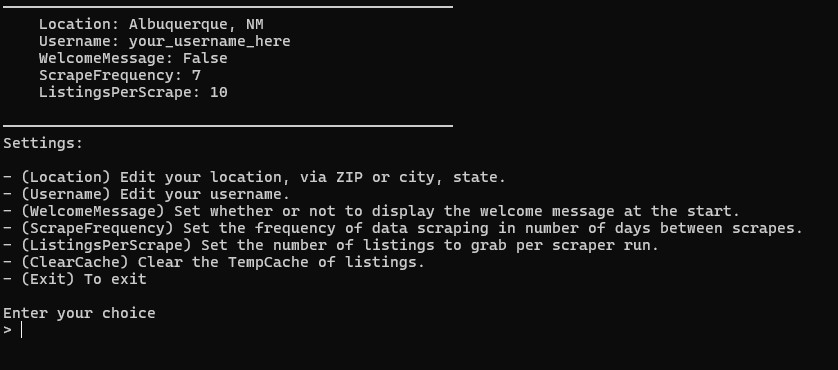 Location: Albuquerque, NM
Username: your_username_here
WelcomeMessage: False
ScrapeFrequency: 7
ListingsPerScrape: 10
Settings:
- (Location) Edit your location, via ZIP or city, state.
- (Username) Edit your username.
- (WelcomeMessage) Set whether or not to display the welcome message at the start.
- (ScrapeFrequency) Set the frequency of data scraping in number of days between scrapes.
- (ListingsPerScrape) Set the number of listings to grab per scraper run.
- (ClearCache) Clear the TempCache of listings.
- (Exit) To exit
Enter your choice
>